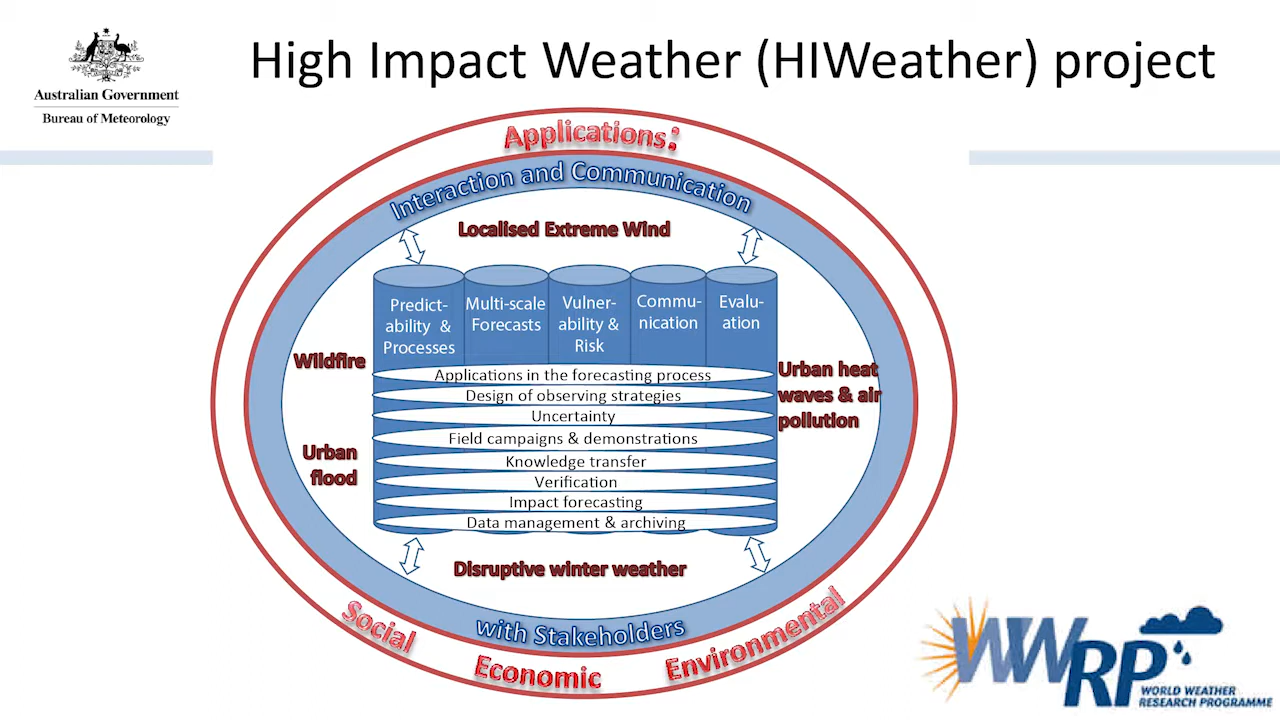 High Impact Weather (HIWeather) project
Australian Government
Bureau of Meteorology
Applications:
Interaction and Communication
Localised Extreme Wind
Predict-
ability &
Processes
Multi-scale
Forecasts
Vulner-
ability &
Risk
Commu-
nication
Evalu-
ation
Wildfire
Urban
flood
Urban heat
waves & air
pollution
Applications in the forecasting process
Design of observing strategies
Uncertainty
Field campaigns & demonstrations
Knowledge transfer
Verification
Impact forecasting
Data management & archiving
Disruptive winter weather
with Stakeholders
Social
Economic
Environmental
WWRP
WORLD WEATHER
RESEARCH PROGRAMME